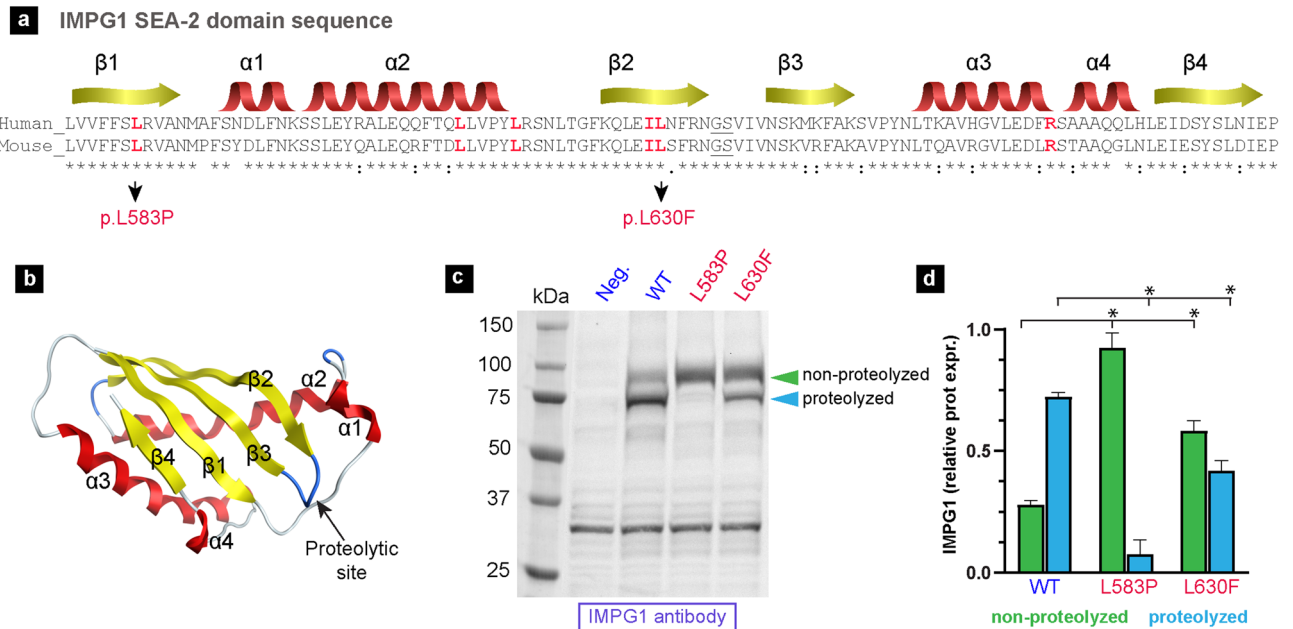 a IMPG1 SEA-2 domain sequence
β1 α1 α2 β2 β3 α3 α4 β4
Human_LVVFFSLRVANMAFSNDLFNKSSLEYRALEQQFTQLLVPYLRSNLTGFKQLEILNFRNGSVIVNSKMKFAKSVPYNLTKAVHGVLEDFRSAAAQQLHLEIDSYSLNIEP
Mouse_LVVFFSLRVANMPFSYDLFNKSSLEYQALEQRFTDLLVPYLRSNLTGFKQLEILSFRNGSVIVNSKVRFAKAVPYNLTQAVRGVLEDLRSTAAQGLNLEIESYSLDIEP
p.L583P p.L630F
b
β2 α2
α1
β4 β1 β3
α3
α4
Proteolytic
site
c
kDa Neg. WT L583P L630F
150
100
75
50
37
25
non-proteolyzed
proteolyzed
IMPG1 antibody
d
* *
* *
IMPG1 (relative prot expr.)
1.0
0.5
0.0
WT L583P L630F
non-proteolyzed proteolyzed